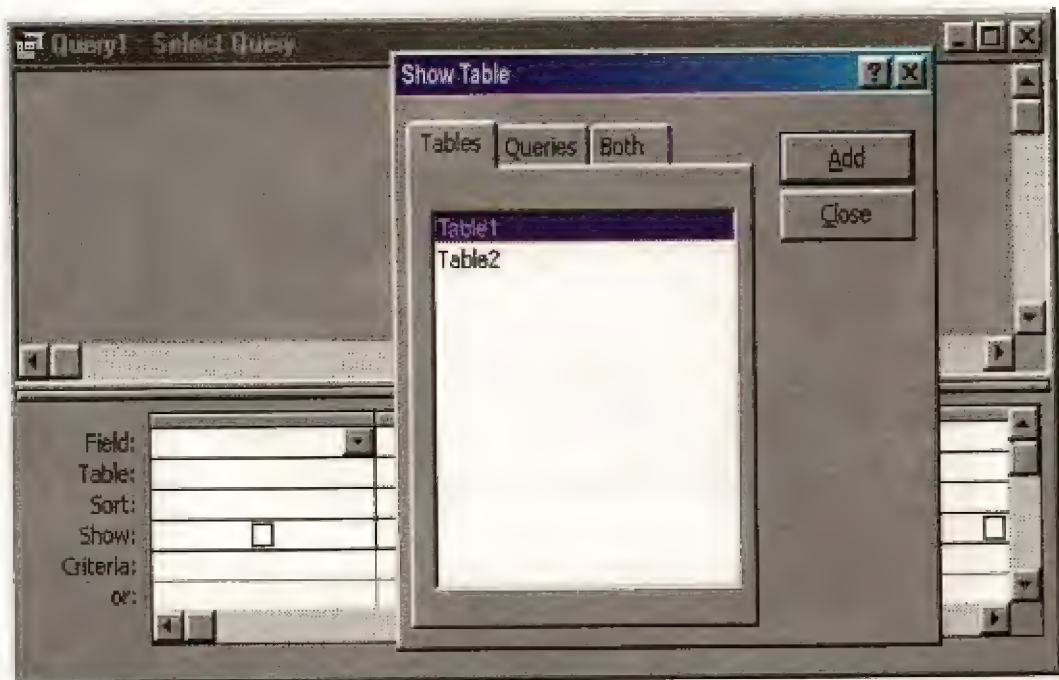 Query1 : Select Query
Show Table
Tables Queries Both
Add
Close
Table1
Table2
Field:
Table:
Sort:
Show:
Criteria:
or: